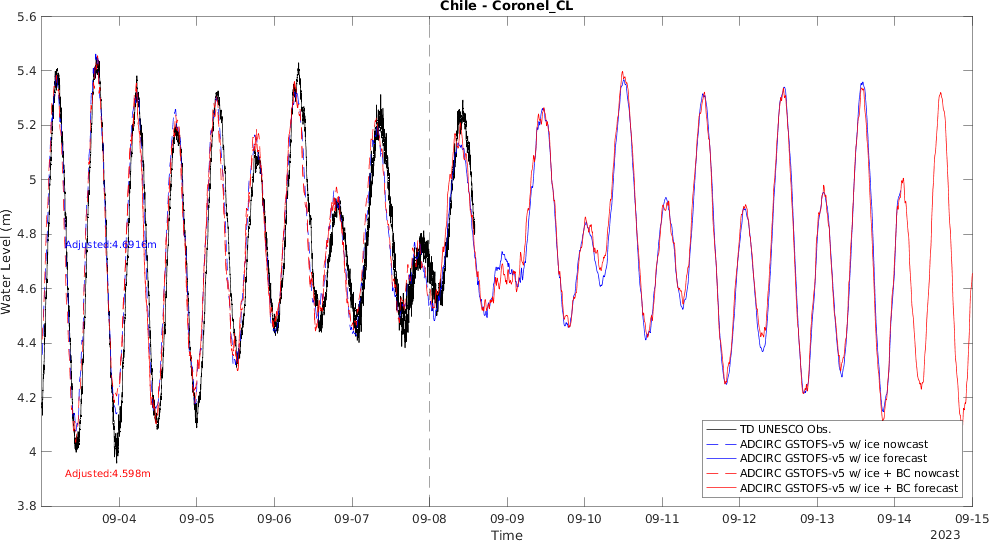 Chile - Coronel_CL
5.6
5.4
5.2
5
4.8
4.6
4.4
4.2
4
3.8
Water Level (m)
Adjusted:4.6916m
Adjusted:4.598m
TD UNESCO Obs.
ADCIRC GSTOFS-v5 w/ ice nowcast
ADCIRC GSTOFS-v5 w/ ice forecast
ADCIRC GSTOFS-v5 w/ ice + BC nowcast
ADCIRC GSTOFS-v5 w/ ice + BC forecast
09-04 09-05 09-06 09-07 09-08 09-09 09-10 09-11 09-12 09-13 09-14 09-15
Time
2023